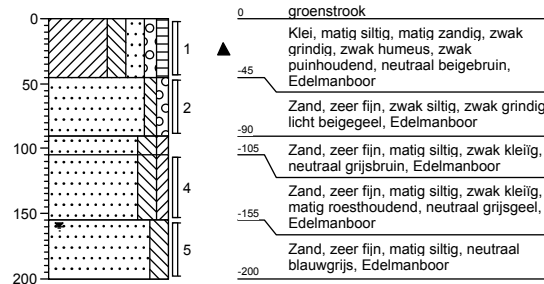 0
50
100
150
200
1
2
4
5
0 groenstrook
Klei, matig siltig, matig zandig, zwak
grindig, zwak humeus, zwak
puinhoudend, neutraal beigebruin,
Edelmanboor
-45
Zand, zeer fijn, zwak siltig, zwak grindig,
licht beigegeel, Edelmanboor
-90
-105
Zand, zeer fijn, matig siltig, zwak kleiïg,
neutraal grijsbruin, Edelmanboor
Zand, zeer fijn, matig siltig, zwak kleiïg,
matig roesthoudend, neutraal grijsgeel,
Edelmanboor
-155
Zand, zeer fijn, matig siltig, neutraal
blauwgrijs, Edelmanboor
-200